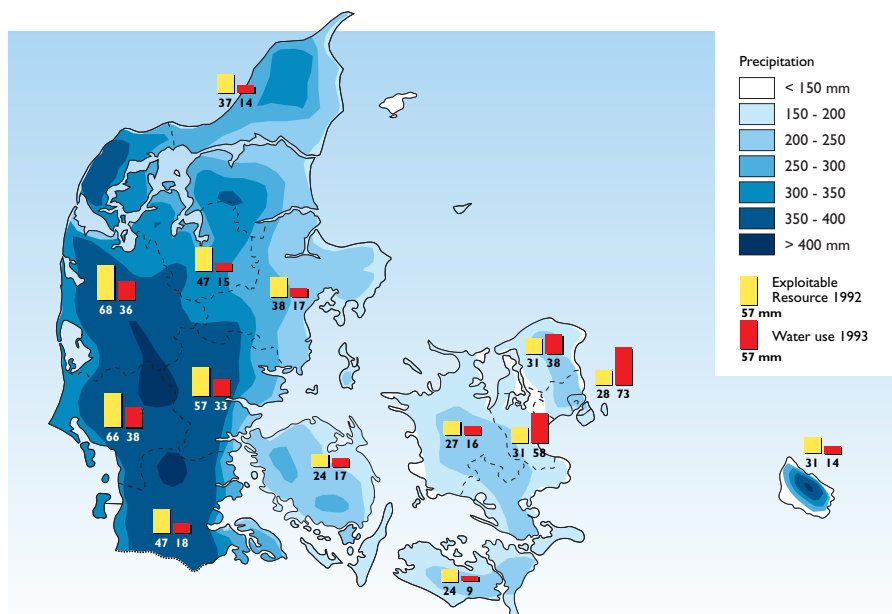 Precipitation
< 150 mm
150 - 200
200 - 250
250 - 300
300 - 350
350 - 400
> 400 mm
Exploitable
Resource 1992
57 mm
Water use 1993
57 mm
37 14
47 15
68 36
38 17
31 38
28 73
57 33
66 38
27 16
31 58
31 14
24 17
47 18
24 9